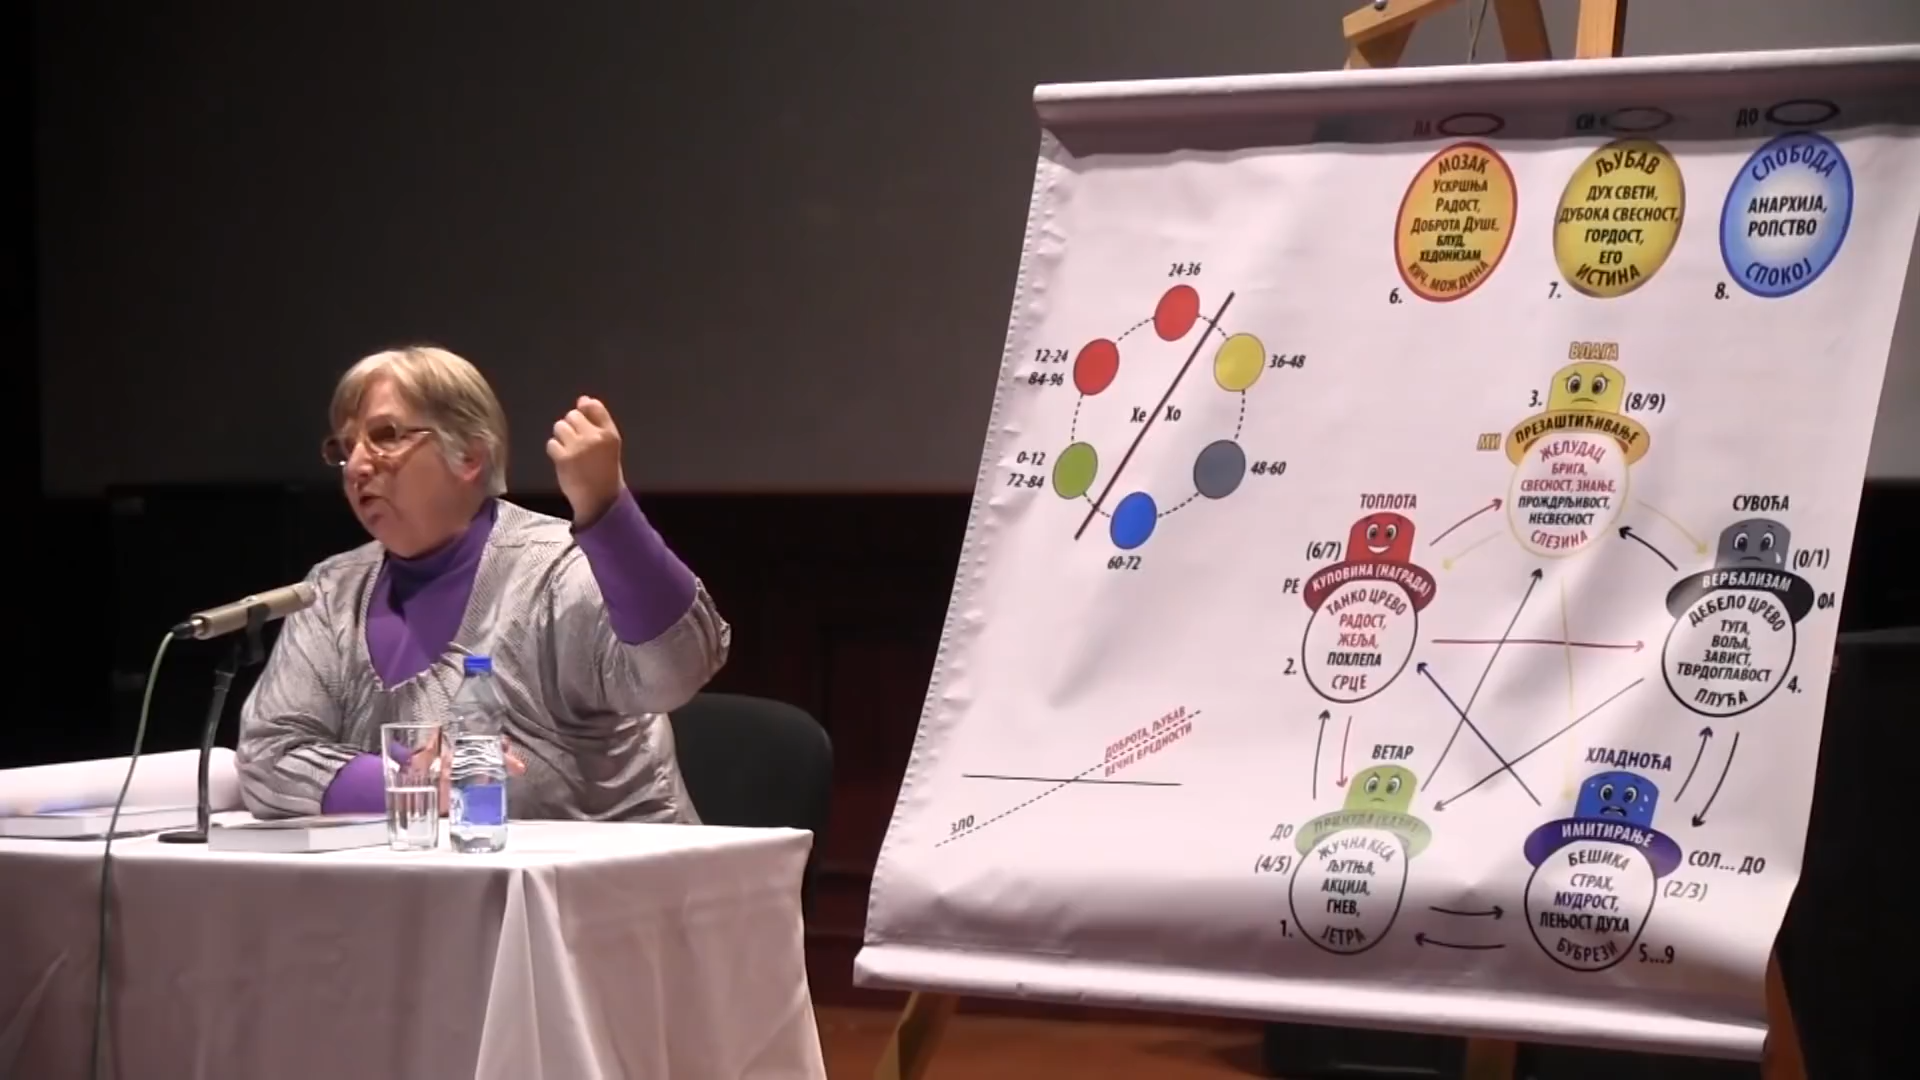 ЛА
СИ
ДО
МОЗАК
УСКРШЊА
РАДОСТ,
ДОБРОТА ДУШЕ,
БЛУД,
ХЕДОНИЗАМ
КИЧ. МОЖДИНА
6.
ЉУБАВ
ДУХ СВЕТИ,
ДУБОКА СВЕСНОСТ,
ГОРДОСТ,
ЕГО
ИСТИНА
7.
СЛОБОДА
АНАРХИЈА,
РОПСТВО
СПОКОЈ
8.
24-36
12-24
84-96
36-48
Хе Хо
0-12
72-84
48-60
60-72
ВЛАГА
3.
(8/9)
МИ
ПРЕЗАШТИЋИВАЊЕ
ЖЕЛУДАЦ
БРИГА,
СВЕСНОСТ, ЗНАЊЕ,
ПРОЖДРЉИВОСТ,
НЕСВЕСНОСТ
СЛЕЗИНА
ТОПЛОТА
(6/7)
РЕ
КУПОВИНА (НАГРАДА)
ТАНКО ЦРЕВО
РАДОСТ,
ЖЕЉА,
ПОХЛЕПА
СРЦЕ
2.
СУВОЋА
(0/1)
ВЕРБАЛИЗАМ
ФА
ДЕБЕЛО ЦРЕВО
ТУГА,
ВОЉА,
ЗАВИСТ,
ТВРДОГЛАВОСТ
ПЛУЋА
4.
ДОБРОТА, ЉУБАВ
ВЕЧНЕ ВРЕДНОСТИ
ЗЛО
ВЕТАР
ДО
(4/5)
ПРИНУДА
ЖУЧНА КЕСА
ЉУТЊА,
АКЦИЈА,
ГНЕВ,
ЈЕТРА
1.
ХЛАДНОЋА
ИМИТИРАЊЕ
СОЛ... ДО
(2/3)
БЕШИКА
СТРАХ,
МУДРОСТ,
ЛЕЊОСТ ДУХА
БУБРЕЗИ
5...9